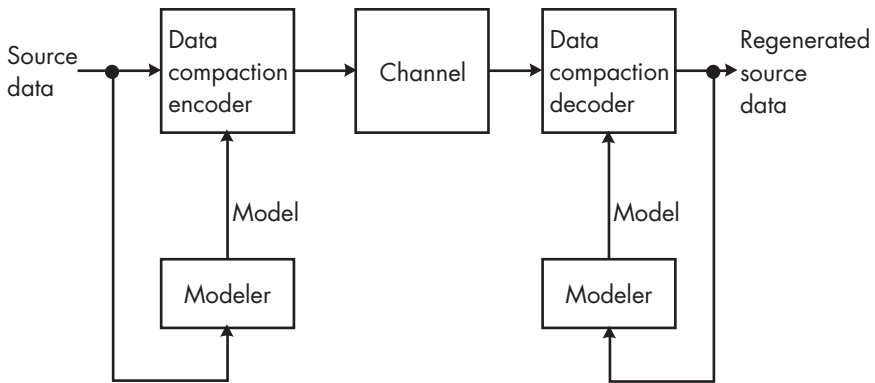 Source
data
Data
compaction
encoder
Channel
Data
compaction
decoder
Regenerated
source
data
Model
Model
Modeler
Modeler